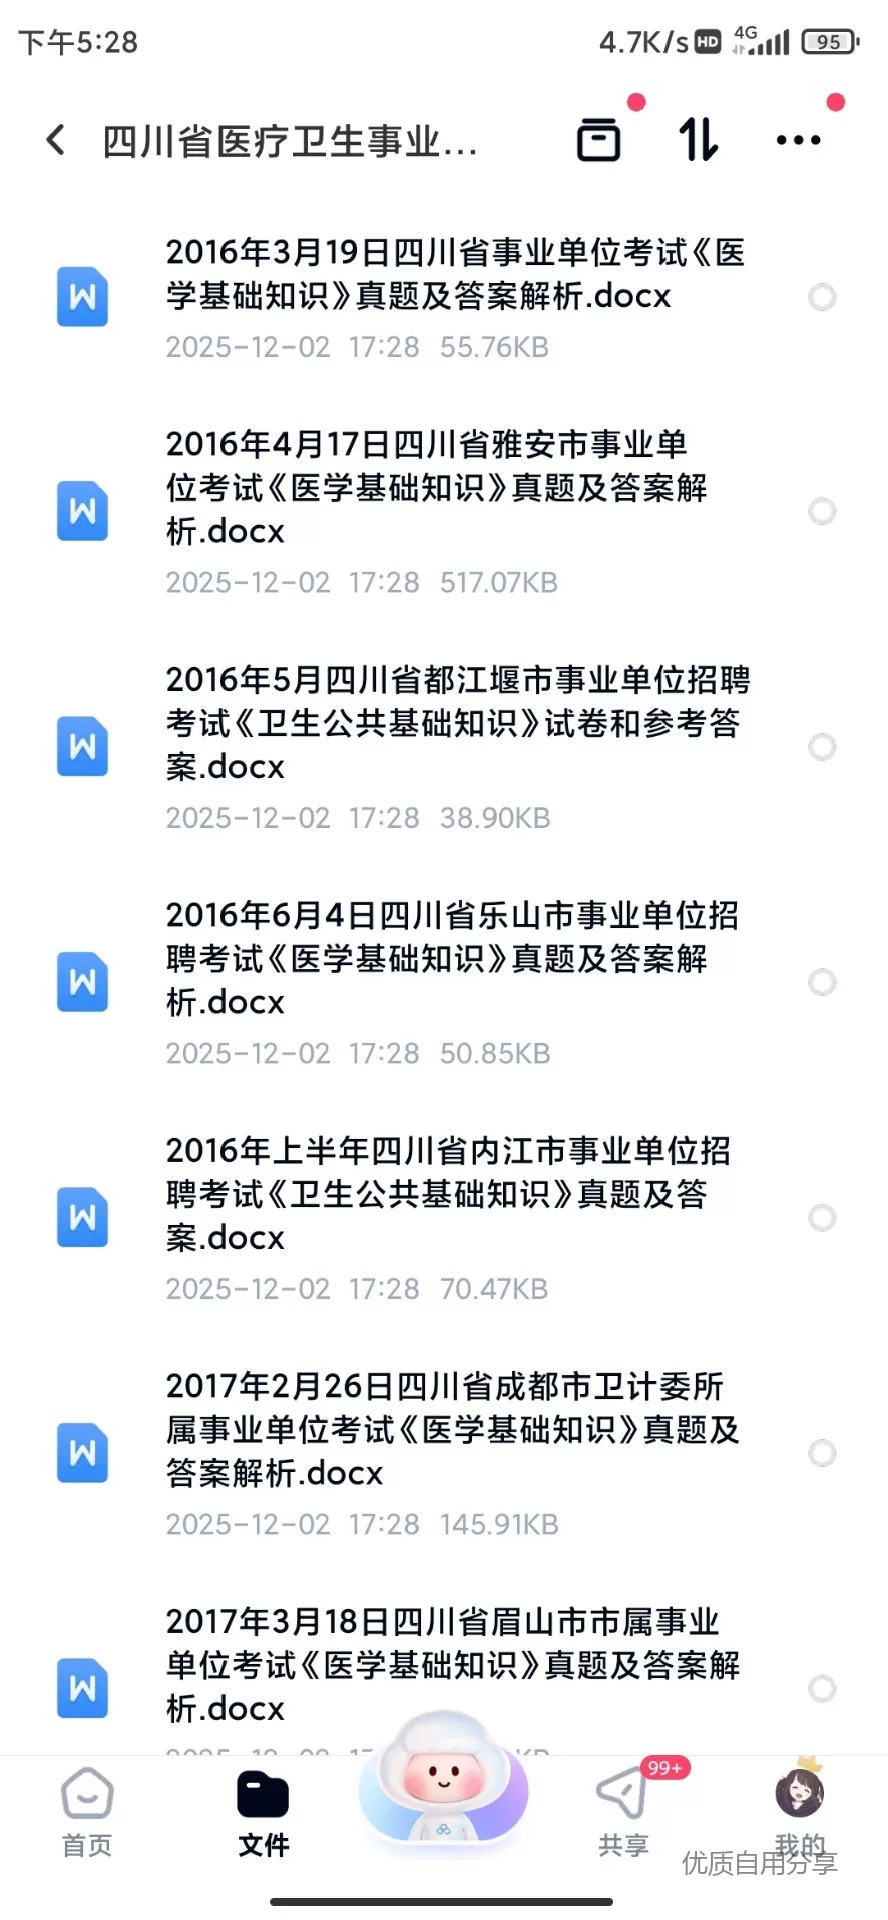 下午5:28
4.7K/s HD 4G 95
四川省医疗卫生事业...
2016年3月19日四川省事业单位考试《医
学基础知识》真题及答案解析.docx
2025-12-02 17:28 55.76KB
2016年4月17日四川省雅安市事业单
位考试《医学基础知识》真题及答案解
析.docx
2025-12-02 17:28 517.07KB
2016年5月四川省都江堰市事业单位招聘
考试《卫生公共基础知识》试卷和参考答
案.docx
2025-12-02 17:28 38.90KB
2016年6月4日四川省乐山市事业单位招
聘考试《医学基础知识》真题及答案解
析.docx
2025-12-02 17:28 50.85KB
2016年上半年四川省内江市事业单位招
聘考试《卫生公共基础知识》真题及答
案.docx
2025-12-02 17:28 70.47KB
2017年2月26日四川省成都市卫计委所
属事业单位考试《医学基础知识》真题及
答案解析.docx
2025-12-02 17:28 145.91KB
2017年3月18日四川省眉山市市属事业
单位考试《医学基础知识》真题及答案解
析.docx
99+
首页
文件
共享
我的
优质自用分享